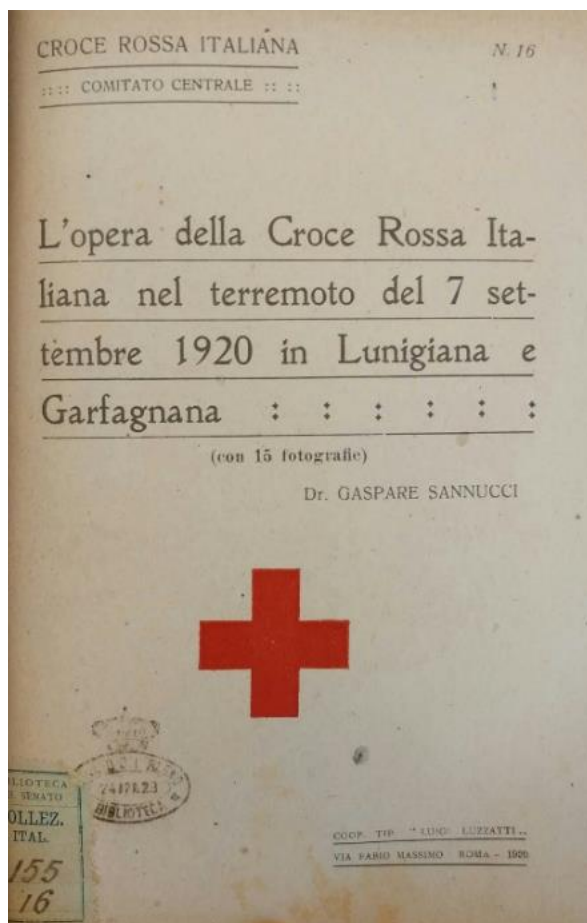 CROCE ROSSA ITALIANA
N. 16
:: :: COMITATO CENTRALE :: ::
L'opera della Croce Rossa Ita-
liana nel terremoto del 7 set-
tembre 1920 in Lunigiana e
Garfagnana : : : : : :
(con 15 fotografie)
Dr. GASPARE SANNUCCI
BIBLIOTECA
COLLEZ.
ITAL.
155
16
BIBLIOTECA
COOP. TIP. "LUIGI LUZZATTI"
VIA FABIO MASSIMO ROMA - 1920